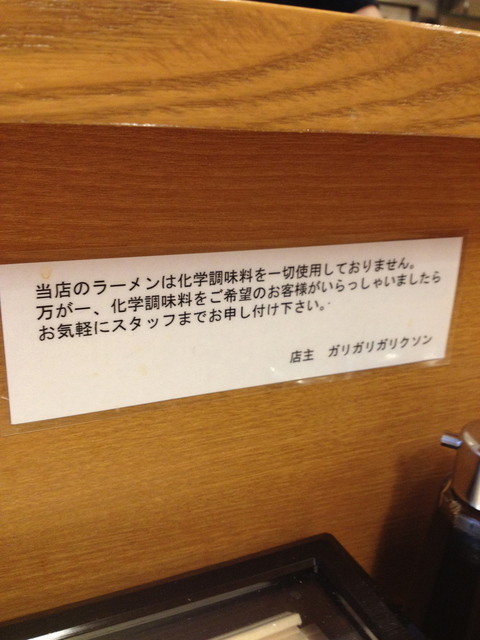 当店のラーメンは化学調味料を一切使用しておりません。
万が一、化学調味料をご希望のお客様がいらっしゃいましたら
お気軽にスタッフまでお申し付け下さい。
店主　ガリガリガリクソン